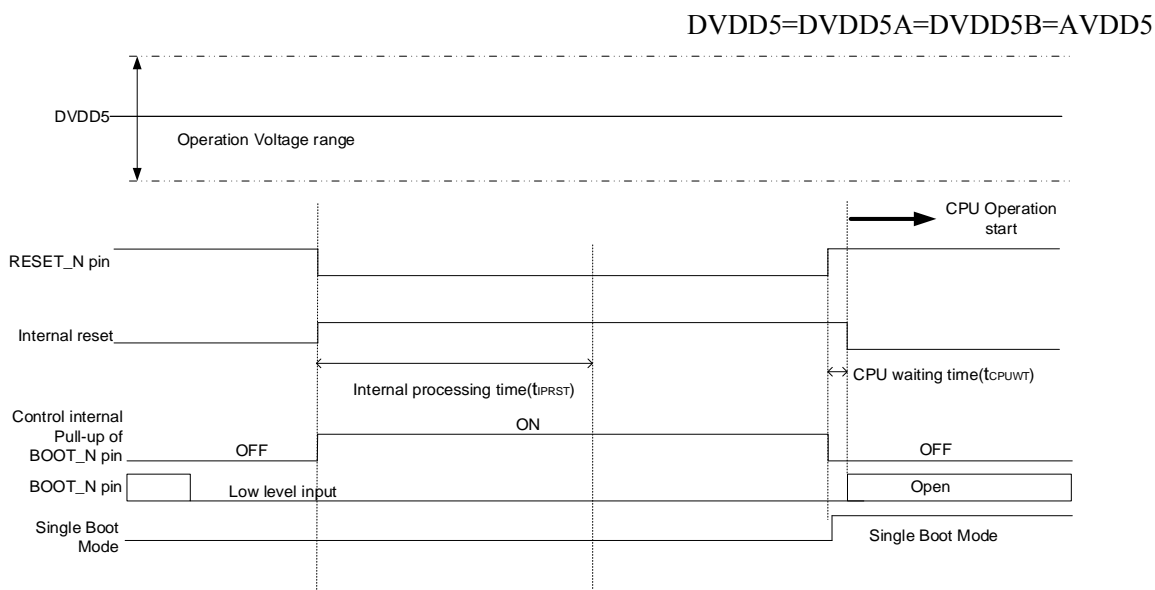 DVDD5=DVDD5A=DVDD5B=AVDD5
DVDD5
Operation Voltage range
CPU Operation
start
RESET_N pin
Internal reset
Internal processing time(tIPRST)
CPU waiting time(tCPUWT)
Control internal
Pull-up of
BOOT_N pin
OFF
ON
OFF
BOOT_N pin
Low level input
Open
Single Boot
Mode
Single Boot Mode